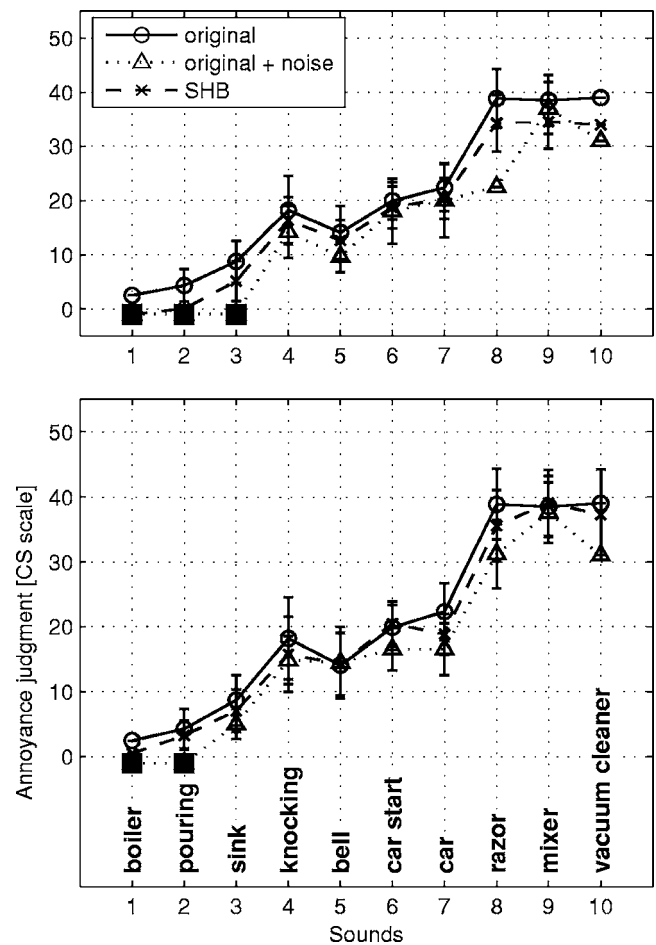 original
original + noise
SHB
50
40
30
20
10
0
1 2 3 4 5 6 7 8 9 10
Annoyance judgment [CS scale]
50
40
30
20
10
0
boiler
pouring
sink
knocking
bell
car start
car
razor
mixer
vacuum cleaner
1 2 3 4 5 6 7 8 9 10
Sounds